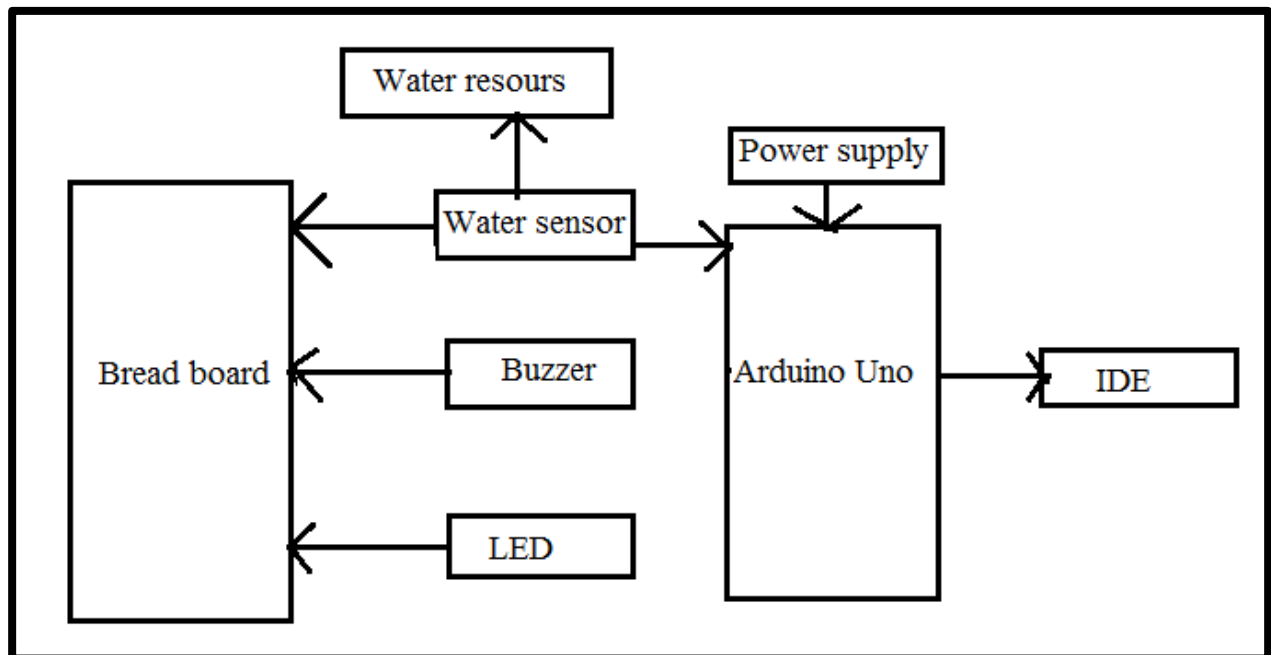 Water resours
Power supply
Water sensor
Bread board
Buzzer
Arduino Uno
IDE
LED